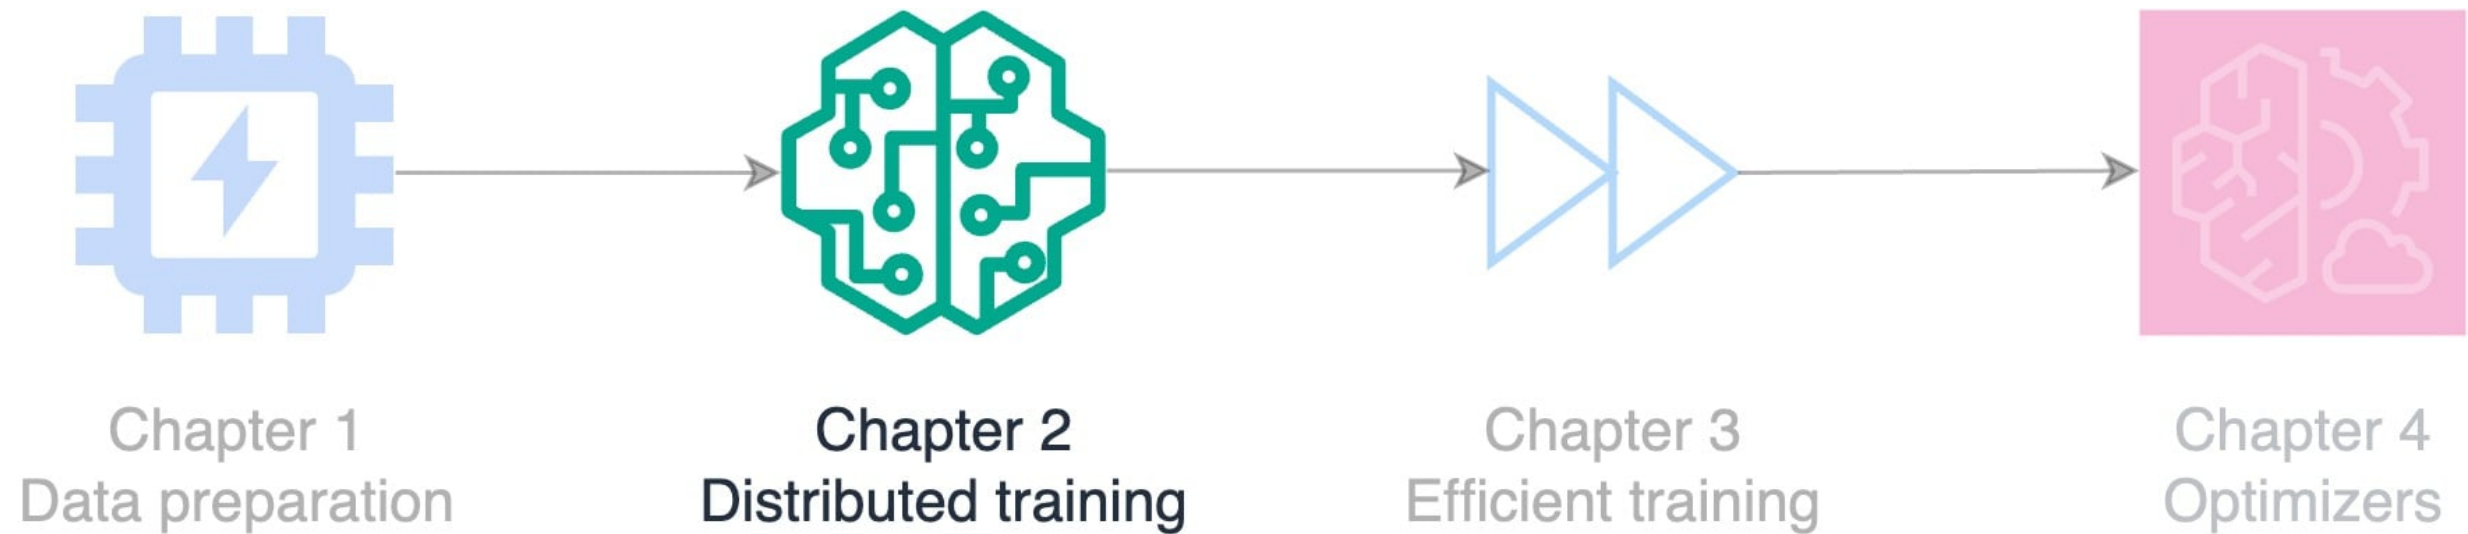 Chapter 1
Data preparation
Chapter 2
Distributed training
Chapter 3
Efficient training
Chapter 4
Optimizers